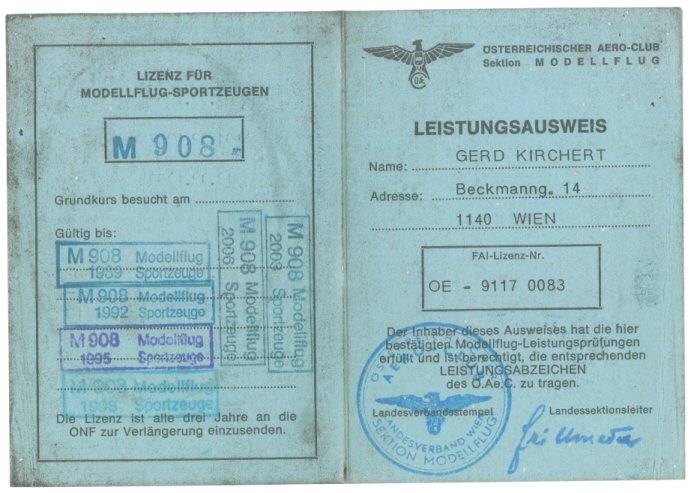 LIZENZ FÜR
MODELLFLUG-SPORTZEUGEN
M 908
Grundkurs besucht am
Gültig bis:
M 908 Modellflug
1989 Sportzeuge
M 908 Modellflug
1992 Sportzeuge
M 908 Modellflug
1995 Sportzeuge
M 908 Modellflug
1998 Sportzeuge
M 908 Modellflug
2006 Sportzeuge
M 908 Modellflug
2003 Sportzeuge
Die Lizenz ist alle drei Jahre an die
ONF zur Verlängerung einzusenden.
ÖSTERREICHISCHER AERO-CLUB
Sektion MODELLFLUG
LEISTUNGSAUSWEIS
Name: GERD KIRCHERT
Adresse: Beckmanng. 14
1140 WIEN
FAI-Lizenz-Nr.
OE - 9117 0083
Der Inhaber dieses Ausweises hat die hier
bestätigten Modellflug-Leistungsprüfungen
erfüllt und ist berechtigt, die entsprechenden
LEISTUNGSABZEICHEN
des Ö.Ae.C. zu tragen.
Landesverbandsstempel Landessektionsleiter
LANDESVERBAND WIEN
SEKTION MODELLFLUG